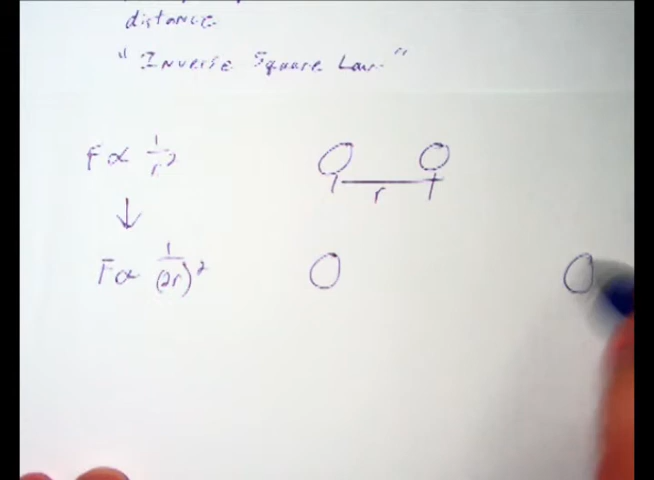 distance
"Inverse Square Law"
F ∝ 1/r²
r
↓
F ∝ 1/(2r)²